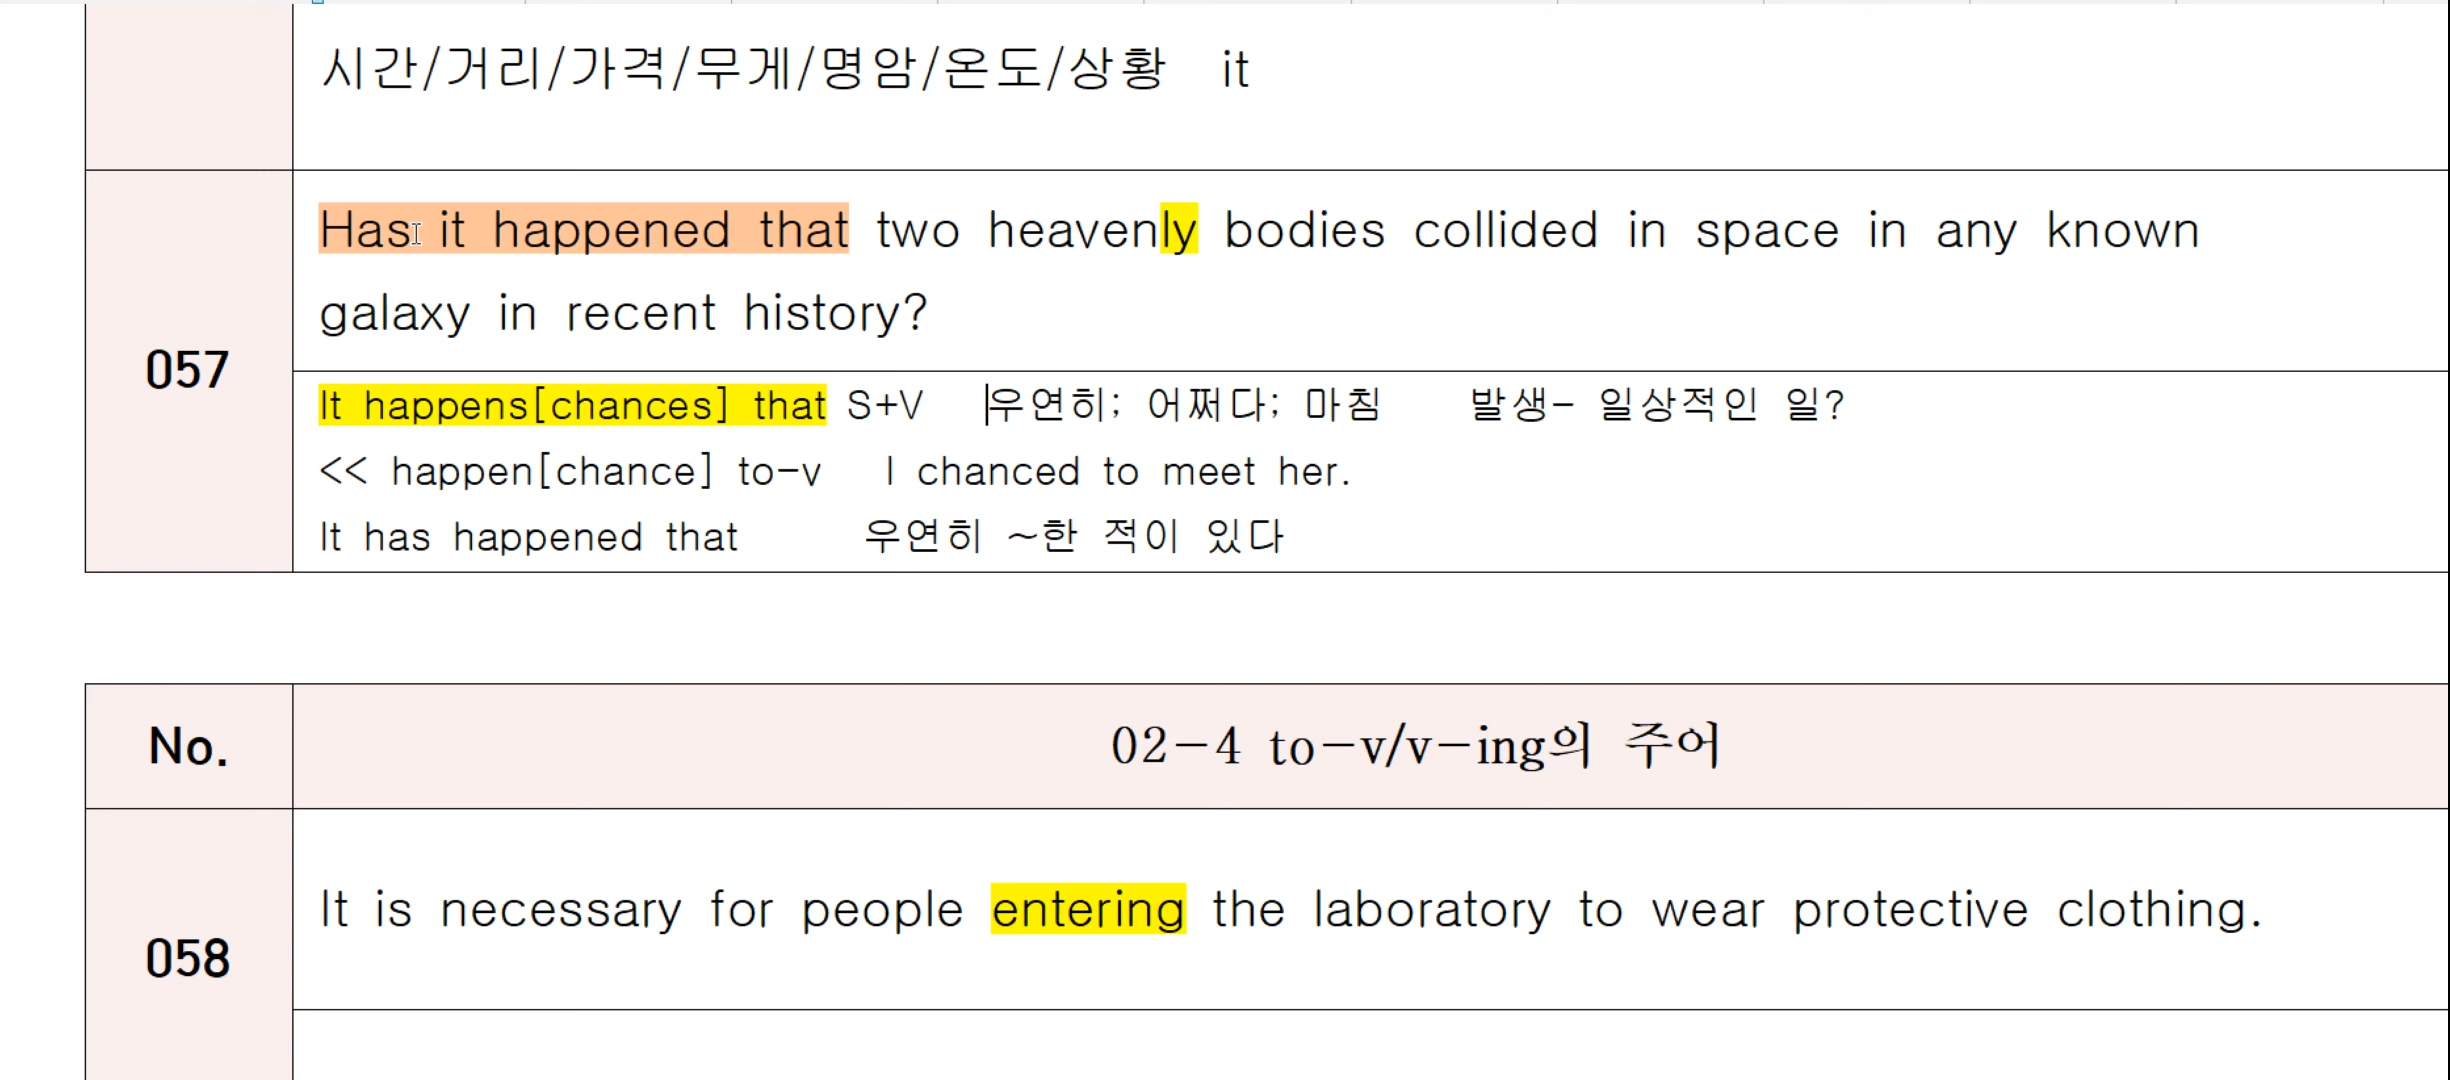 시간/거리/가격/무게/명암/온도/상황 it
057
Has it happened that two heavenly bodies collided in space in any known
galaxy in recent history?
It happens[chances] that S+V 우연히; 어쩌다; 마침 발생- 일상적인 일?
<< happen[chance] to-v I chanced to meet her.
It has happened that 우연히 ~한 적이 있다
No.
02-4 to-v/v-ing의 주어
058
It is necessary for people entering the laboratory to wear protective clothing.